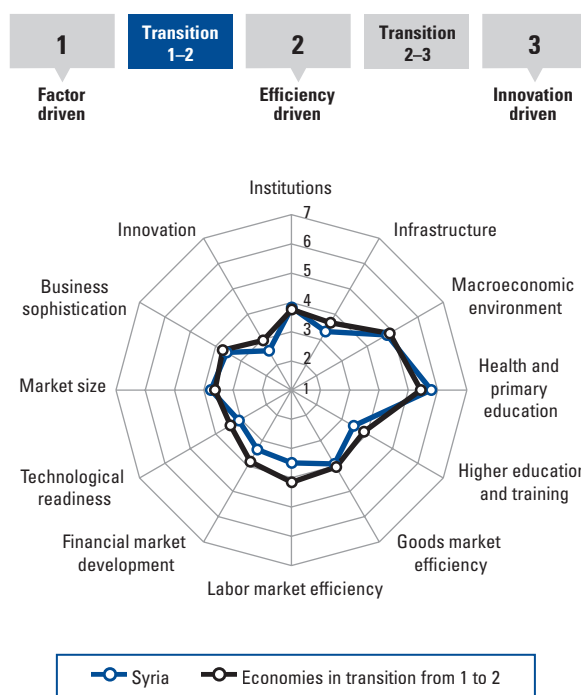 1
Transition
1–2
2
Transition
2–3
3
Factor
driven
Efficiency
driven
Innovation
driven
Institutions
7
6
5
4
3
2
1
Infrastructure
Macroeconomic
environment
Health and
primary
education
Higher education
and training
Goods market
efficiency
Labor market efficiency
Financial market
development
Technological
readiness
Market size
Business
sophistication
Innovation
Syria
Economies in transition from 1 to 2